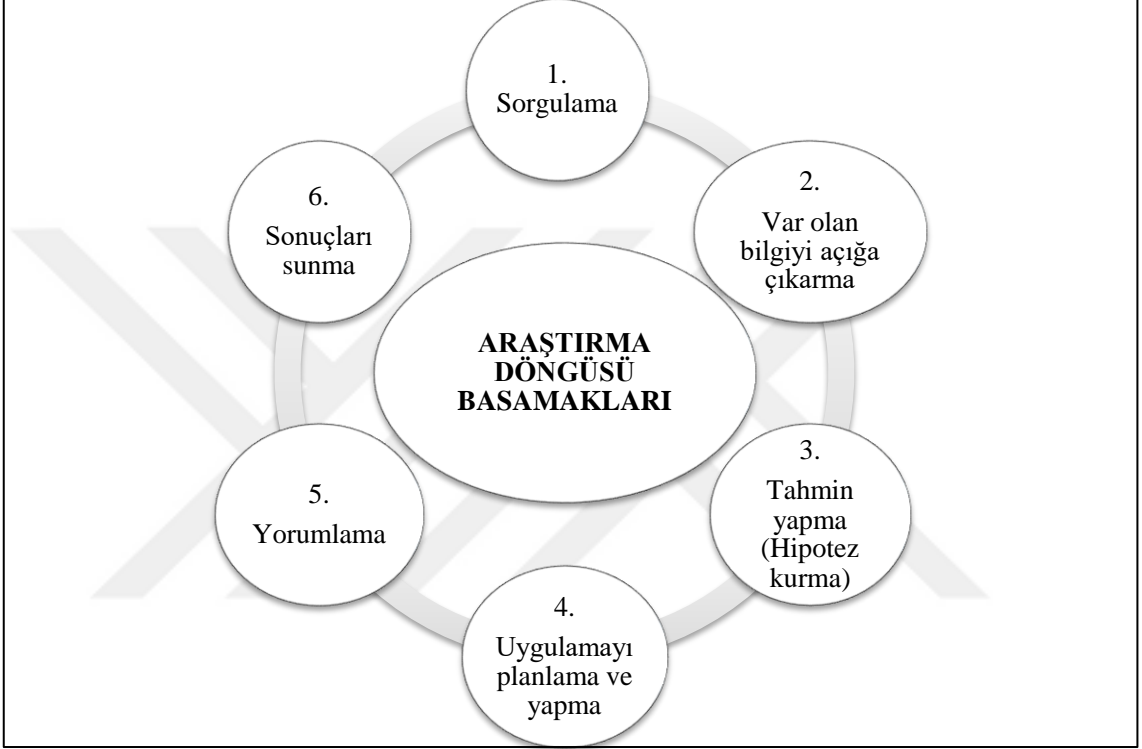 1.
Sorgulama
2.
Var olan
bilgiyi açığa
çıkarma
3.
Tahmin
yapma
(Hipotez
kurma)
4.
Uygulamayı
planlama ve
yapma
5.
Yorumlama
6.
Sonuçları
sunma
ARAŞTIRMA
DÖNGÜSÜ
BASAMAKLARI